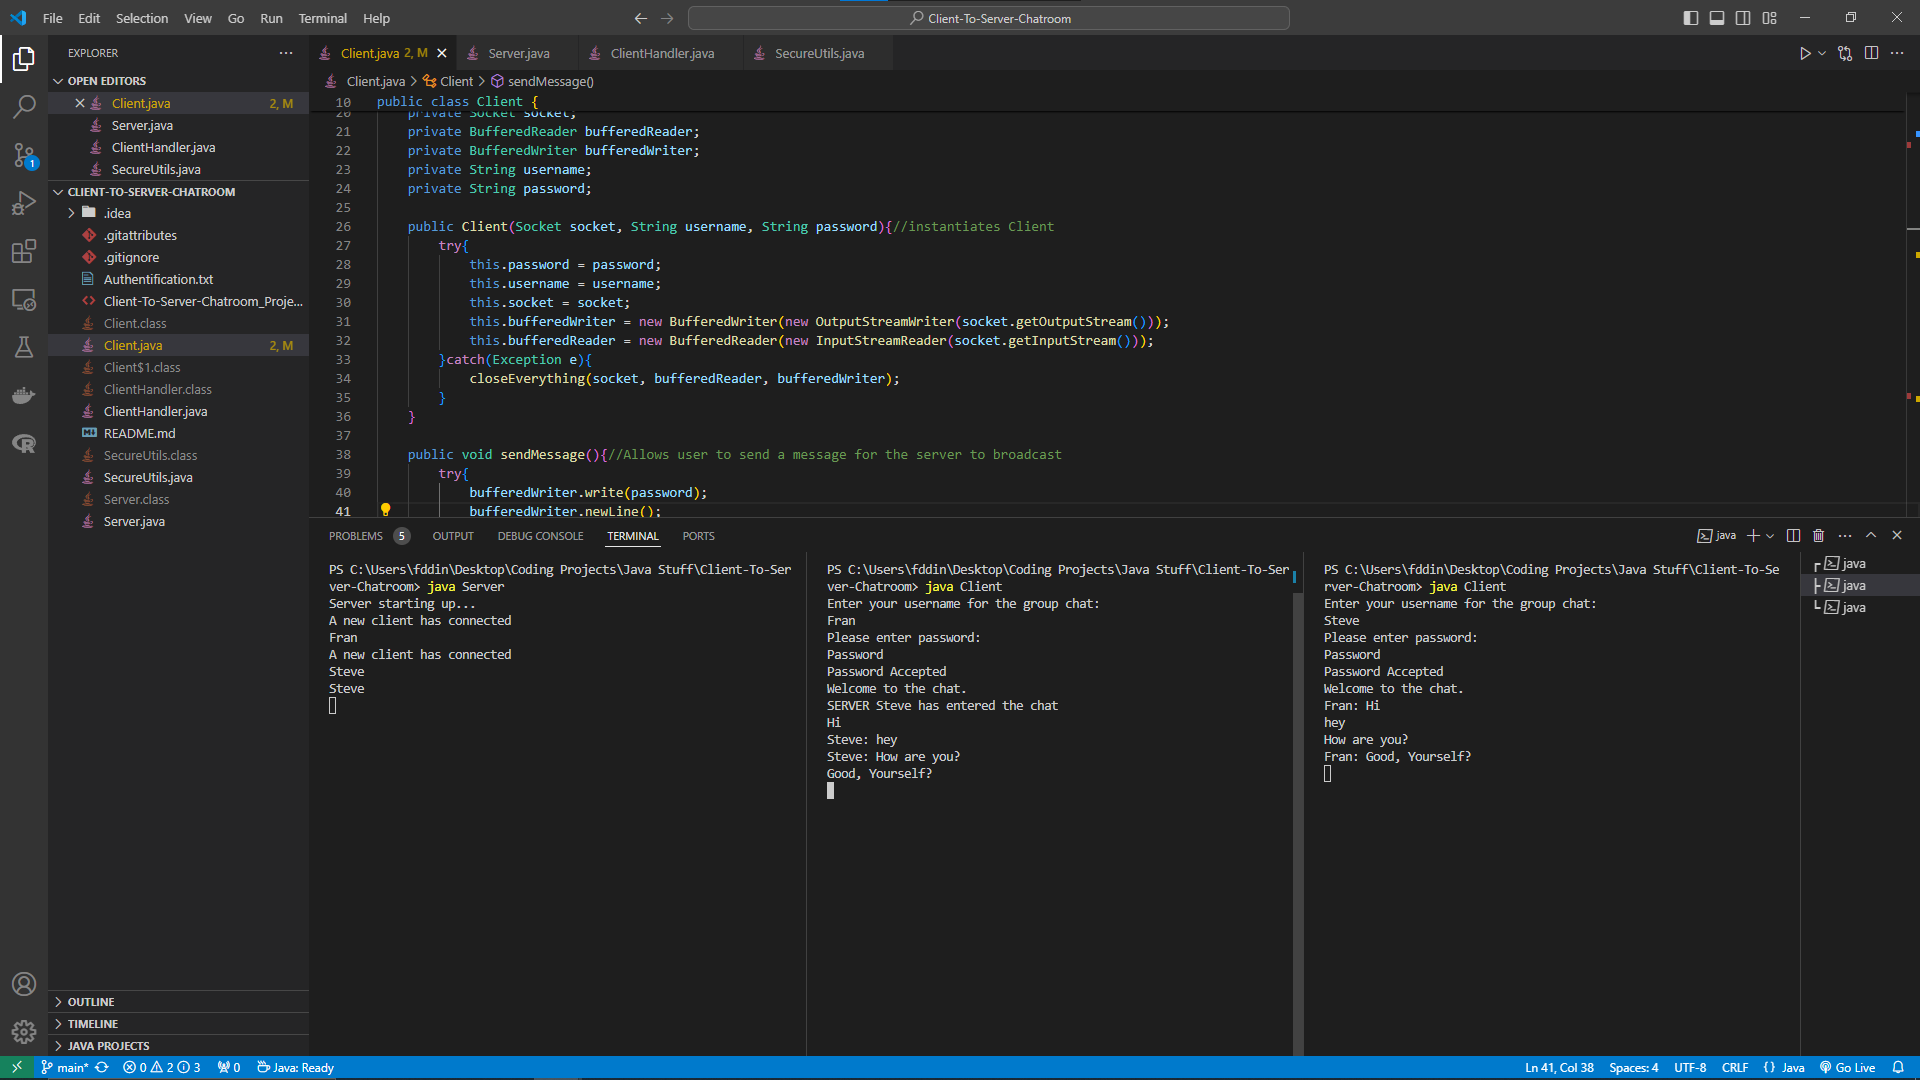 File Edit Selection View Go Run Terminal Help
Client-To-Server-Chatroom
EXPLORER
OPEN EDITORS
Client.java 2, M
Server.java
ClientHandler.java
SecureUtils.java
CLIENT-TO-SERVER-CHATROOM
.idea
.gitattributes
.gitignore
Authentification.txt
Client-To-Server-Chatroom_Proje...
Client.class
Client.java 2, M
Client$1.class
ClientHandler.class
ClientHandler.java
README.md
SecureUtils.class
SecureUtils.java
Server.class
Server.java
OUTLINE
TIMELINE
JAVA PROJECTS
Client.java 2, M Server.java ClientHandler.java SecureUtils.java
Client.java > Client > sendMessage()
10 public class Client {
20 private Socket socket;
21 private BufferedReader bufferedReader;
22 private BufferedWriter bufferedWriter;
23 private String username;
24 private String password;
25
26 public Client(Socket socket, String username, String password){//instantiates Client
27 try{
28 this.password = password;
29 this.username = username;
30 this.socket = socket;
31 this.bufferedWriter = new BufferedWriter(new OutputStreamWriter(socket.getOutputStream()));
32 this.bufferedReader = new BufferedReader(new InputStreamReader(socket.getInputStream()));
33 }catch(Exception e){
34 closeEverything(socket, bufferedReader, bufferedWriter);
35 }
36 }
37
38 public void sendMessage(){//Allows user to send a message for the server to broadcast
39 try{
40 bufferedWriter.write(password);
41 bufferedWriter.newLine();
PROBLEMS 5 OUTPUT DEBUG CONSOLE TERMINAL PORTS
java
PS C:\Users\fddin\Desktop\Coding Projects\Java Stuff\Client-To-Ser
ver-Chatroom> java Server
Server starting up...
A new client has connected
Fran
A new client has connected
Steve
Steve
PS C:\Users\fddin\Desktop\Coding Projects\Java Stuff\Client-To-Ser
ver-Chatroom> java Client
Enter your username for the group chat:
Fran
Please enter password:
Password
Password Accepted
Welcome to the chat.
SERVER Steve has entered the chat
Hi
Steve: hey
Steve: How are you?
Good, Yourself?
PS C:\Users\fddin\Desktop\Coding Projects\Java Stuff\Client-To-Se
rver-Chatroom> java Client
Enter your username for the group chat:
Steve
Please enter password:
Password
Password Accepted
Welcome to the chat.
Fran: Hi
hey
How are you?
Fran: Good, Yourself?
java
java
java
1
main* 0 2 3 0 Java: Ready
Ln 41, Col 38 Spaces: 4 UTF-8 CRLF {} Java Go Live